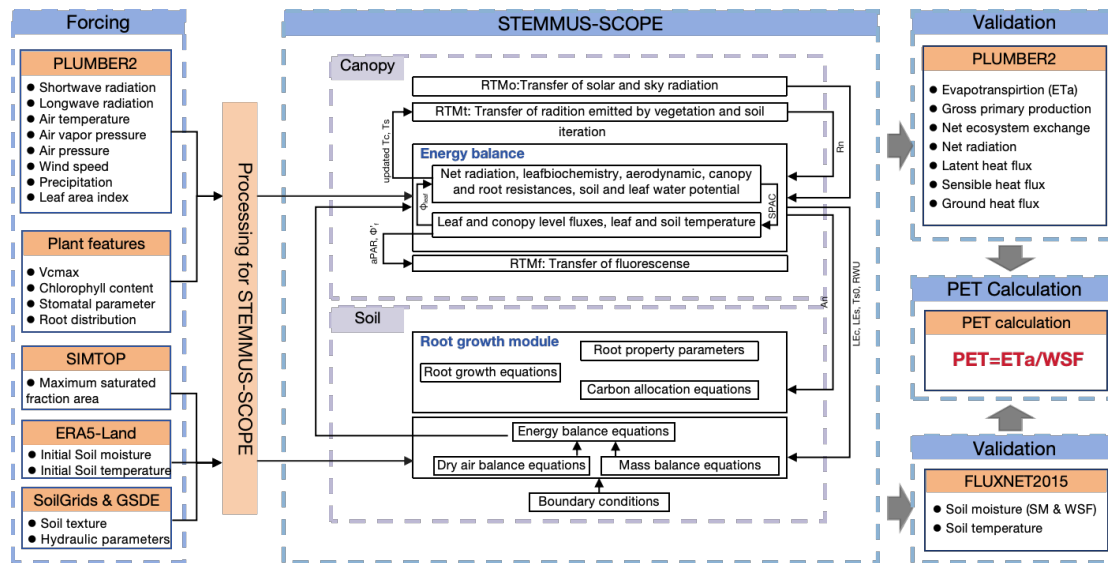 Forcing
PLUMBER2
● Shortwave radiation
● Longwave radiation
● Air temperature
● Air vapor pressure
● Air pressure
● Wind speed
● Precipitation
● Leaf area index
Plant features
● Vcmax
● Chlorophyll content
● Stomatal parameter
● Root distribution
SIMTOP
● Maximum saturated
fraction area
ERA5-Land
● Initial Soil moisture
● Initial Soil temperature
SoilGrids & GSDE
● Soil texture
● Hydraulic parameters
Processing for STEMMUS-SCOPE
STEMMUS-SCOPE
Canopy
RTMo:Transfer of solar and sky radiation
RTMt: Transfer of radition emitted by vegetation and soil
iteration
updated Tc, Ts
Rn
Energy balance
Net radiation, leafbiochemistry, aerodynamic, canopy
and root resistances, soil and leaf water potential
Φleaf
SPAC
Leaf and conopy level fluxes, leaf and soil temperature
aPAR, Φ'f
RTMf: Transfer of fluorescense
An
LEc, LEs, Ts0, RWU
Soil
Root growth module
Root property parameters
Root growth equations
Carbon allocation equations
Energy balance equations
Dry air balance equations
Mass balance equations
Boundary conditions
Validation
PLUMBER2
● Evapotranspirtion (ETa)
● Gross primary production
● Net ecosystem exchange
● Net radiation
● Latent heat flux
● Sensible heat flux
● Ground heat flux
PET Calculation
PET calculation
PET=ETa/WSF
Validation
FLUXNET2015
● Soil moisture (SM & WSF)
● Soil temperature